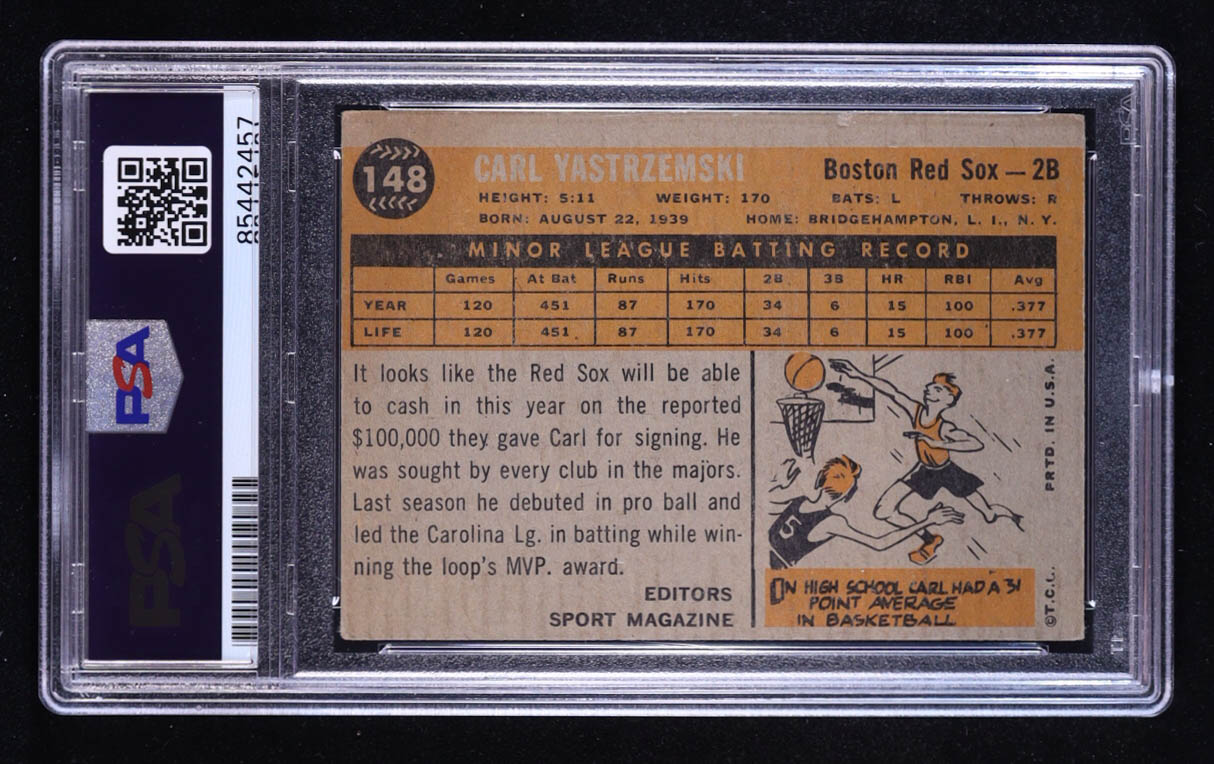 85442457
PSA
PSA
148
CARL YASTRZEMSKI
Boston Red Sox — 2B
HEIGHT: 5:11 WEIGHT: 170 BATS: L THROWS: R
BORN: AUGUST 22, 1939 HOME: BRIDGEHAMPTON, L. I., N. Y.
MINOR LEAGUE BATTING RECORD
Games At Bat Runs Hits 2B 3B HR RBI Avg
YEAR 120 451 87 170 34 6 15 100 .377
LIFE 120 451 87 170 34 6 15 100 .377
It looks like the Red Sox will be able
to cash in this year on the reported
$100,000 they gave Carl for signing. He
was sought by every club in the majors.
Last season he debuted in pro ball and
led the Carolina Lg. in batting while win-
ning the loop's MVP. award.
EDITORS
SPORT MAGAZINE
5
IN HIGH SCHOOL CARL HAD A 31
POINT AVERAGE
IN BASKETBALL
PRTD. IN U.S.A.
©T.C.G.